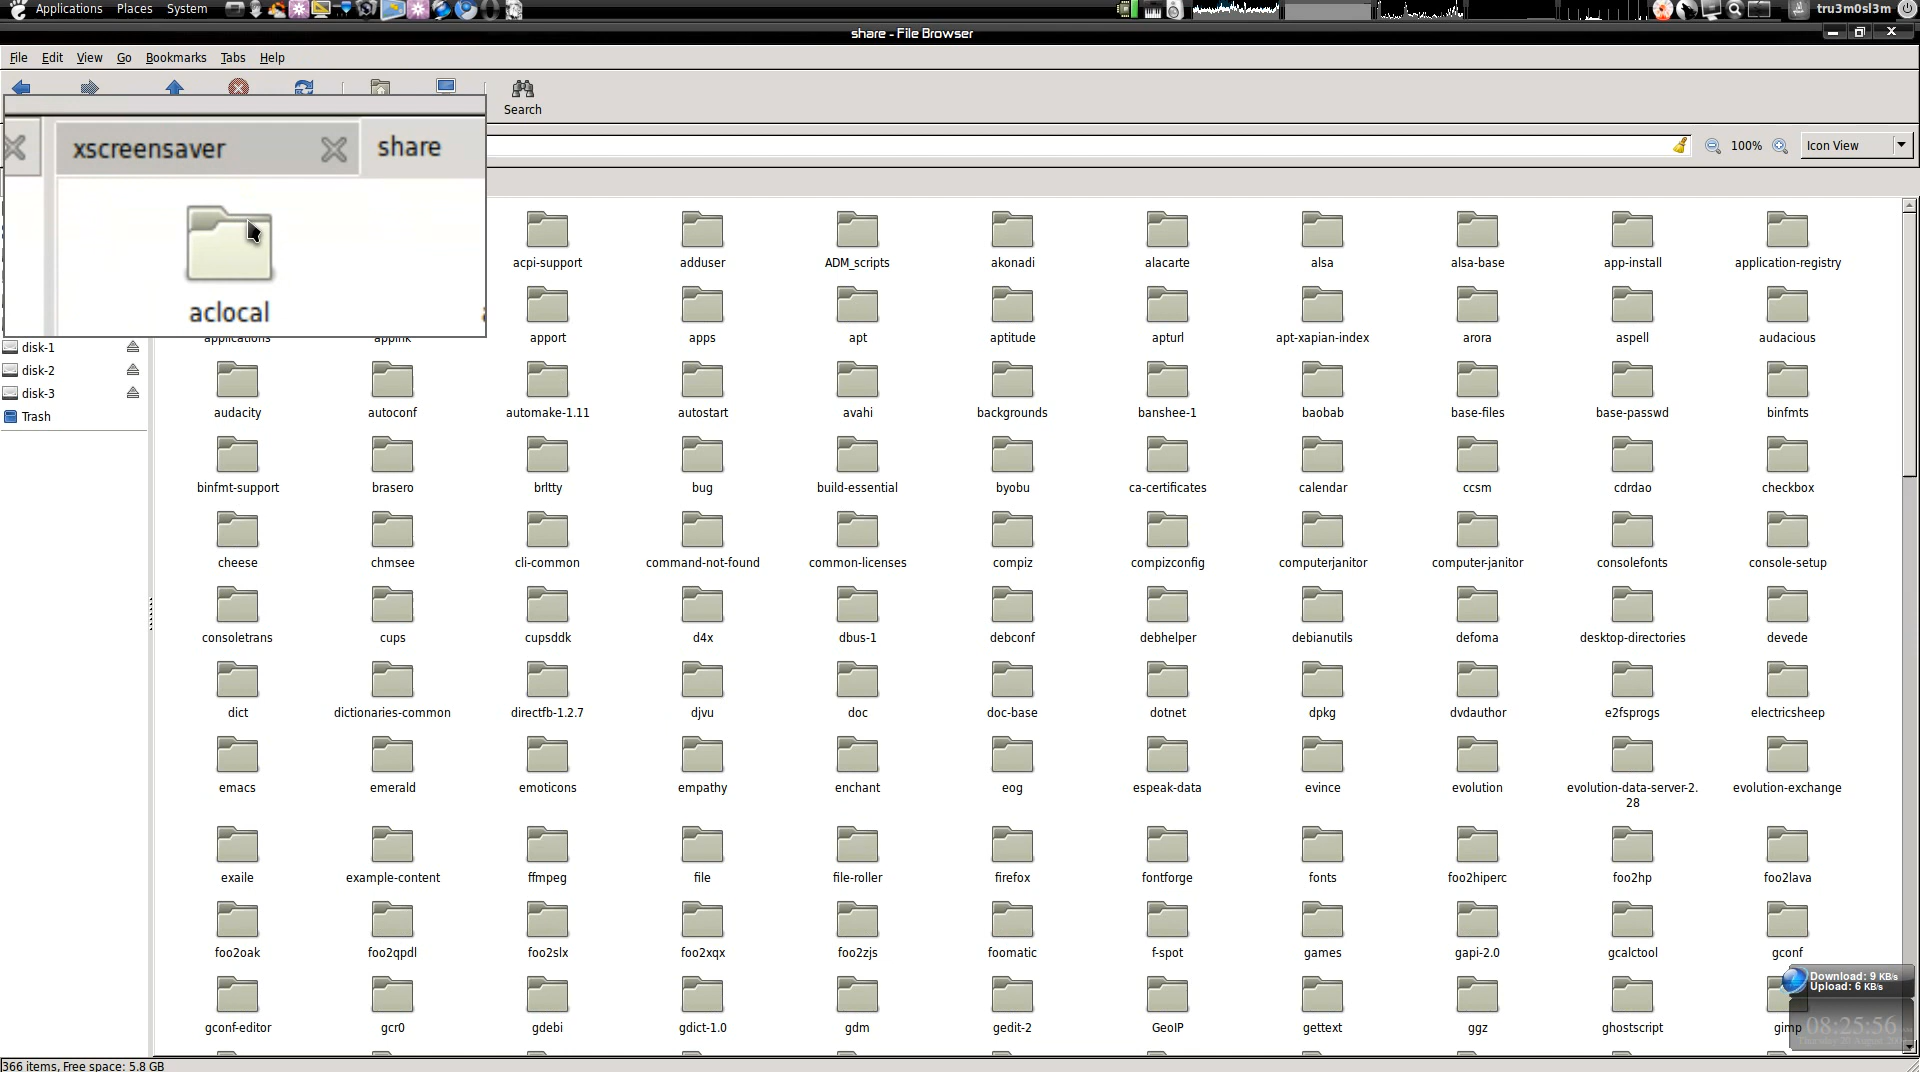 Applications Places System tru3m0sl3m
share - File Browser
File Edit View Go Bookmarks Tabs Help
Search
xscreensaver share
100% Icon View
aclocal
acpi-support adduser ADM_scripts akonadi alacarte alsa alsa-base app-install application-registry
applications applnk apport apps apt aptitude apturl apt-xapian-index arora aspell audacious
disk-1
disk-2
disk-3
Trash
audacity autoconf automake-1.11 autostart avahi backgrounds banshee-1 baobab base-files base-passwd binfmts
binfmt-support brasero brltty bug build-essential byobu ca-certificates calendar ccsm cdrdao checkbox
cheese chmsee cli-common command-not-found common-licenses compiz compizconfig computerjanitor computer-janitor consolefonts console-setup
consoletrans cups cupsddk d4x dbus-1 debconf debhelper debianutils defoma desktop-directories devede
dict dictionaries-common directfb-1.2.7 djvu doc doc-base dotnet dpkg dvdauthor e2fsprogs electricsheep
emacs emerald emoticons empathy enchant eog espeak-data evince evolution evolution-data-server-2. evolution-exchange
28
exaile example-content ffmpeg file file-roller firefox fontforge fonts foo2hiperc foo2hp foo2lava
foo2oak foo2qpdl foo2slx foo2xqx foo2zjs foomatic f-spot games gapi-2.0 gcalctool gconf
Download: 9 KB/s
Upload: 6 KB/s
gconf-editor gcr0 gdebi gdict-1.0 gdm gedit-2 GeoIP gettext ggz ghostscript gimp
08:25:56
366 items, Free space: 5.8 GB